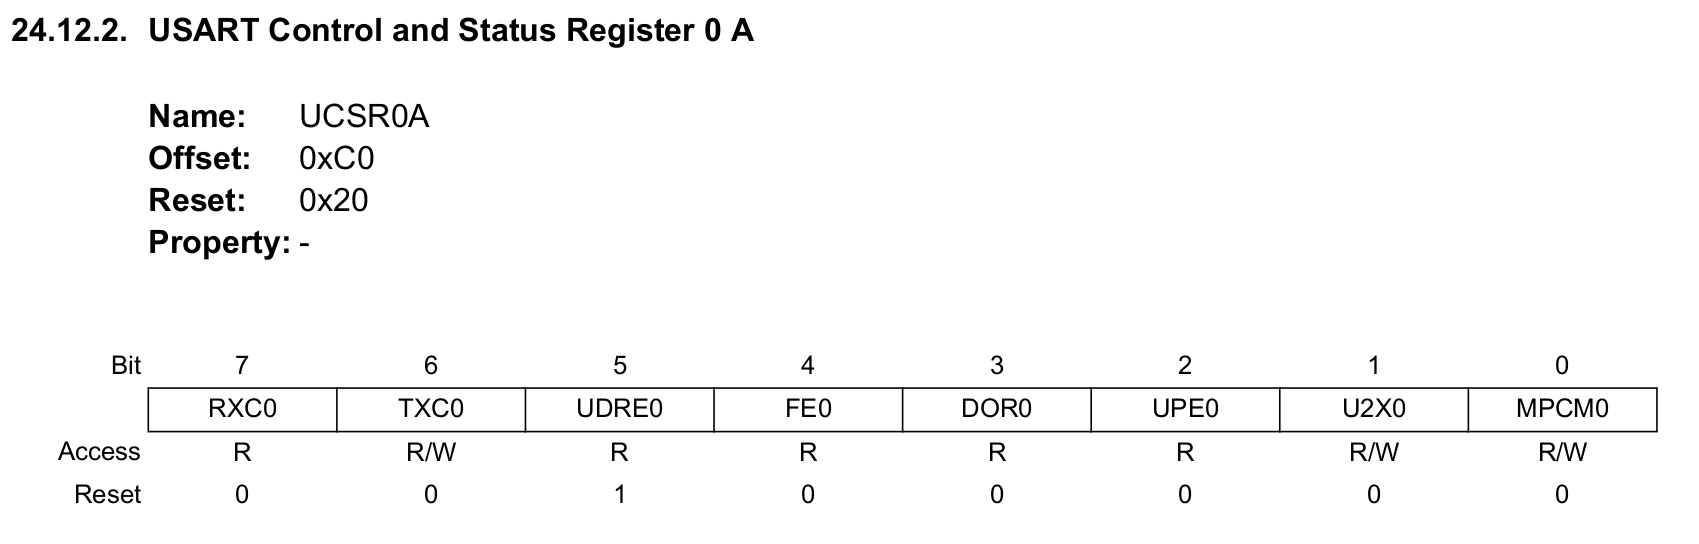 24.12.2. USART Control and Status Register 0 A
Name: UCSR0A
Offset: 0xC0
Reset: 0x20
Property: -
Bit 7 6 5 4 3 2 1 0
RXC0 TXC0 UDRE0 FE0 DOR0 UPE0 U2X0 MPCM0
Access R R/W R R R R R/W R/W
Reset 0 0 1 0 0 0 0 0